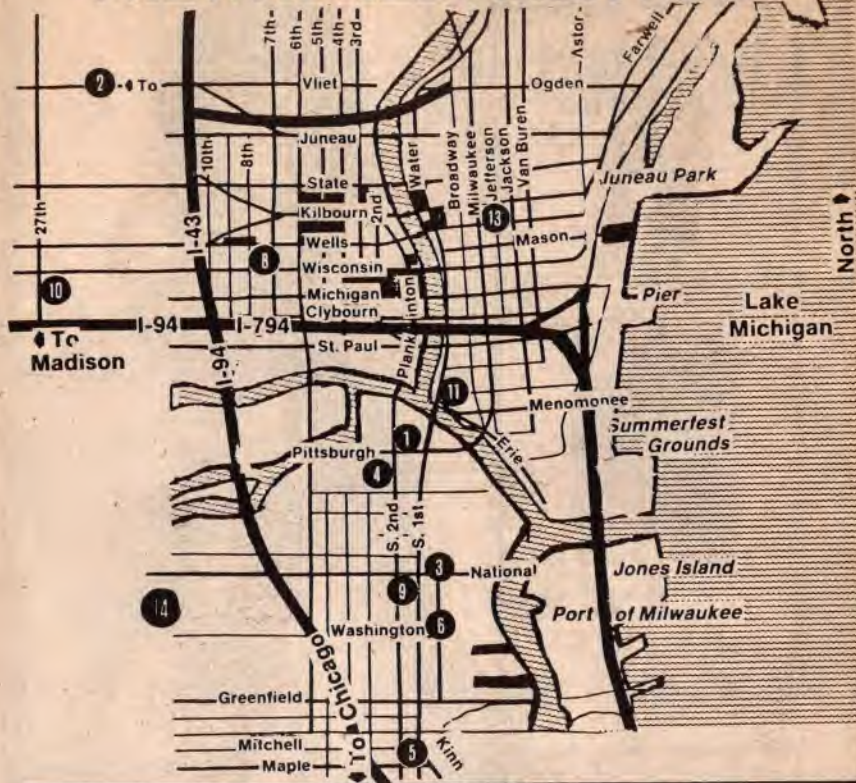 7th
6th
5th
4th
3rd
Astor
Farwell
2 To
Vliet
Ogden
Juneau
10th
8th
Water
Broadway
Milwaukee
Jefferson
Jackson
Van Buren
Juneau Park
State
27th
I-43
Kilbourn
2nd
13
Mason
Wells
North
8
Wisconsin
10
Michigan
Pier
Lake
Michigan
Clybourn
I-94
I-794
To
Madison
St. Paul
Plankinton
I-94
11
Menomonee
Summerfest
Grounds
1
Pittsburgh
Erie
4
S. 2nd
S. 1st
3
National
Jones Island
9
14
Port of Milwaukee
Washington
6
To Chicago
Greenfield
Mitchell
5
Kinn
Maple